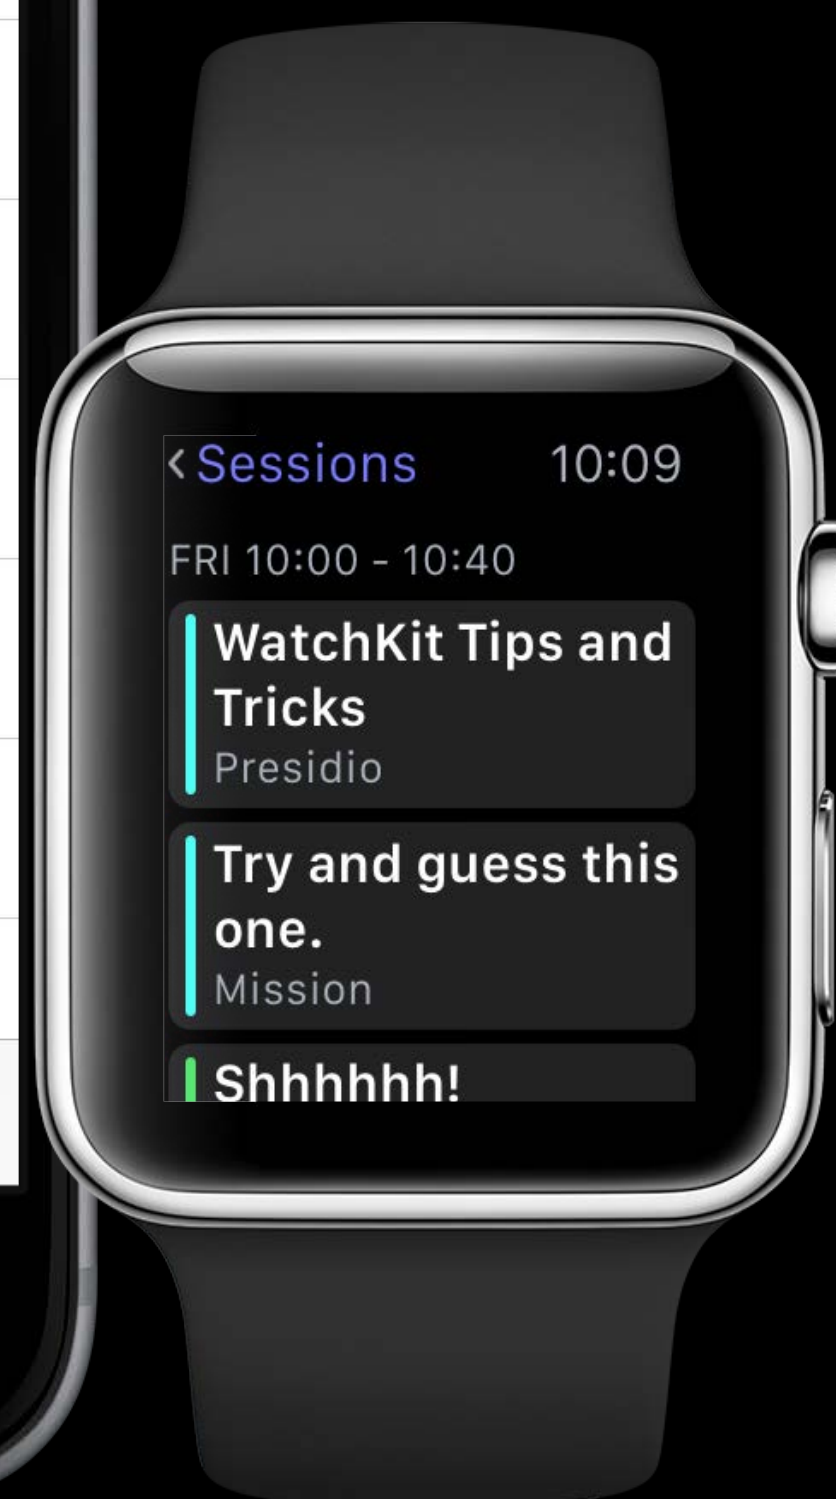 Sessions 10:09
FRI 10:00 - 10:40
WatchKit Tips and
Tricks
Presidio
Try and guess this
one.
Mission
Shhhhhh!